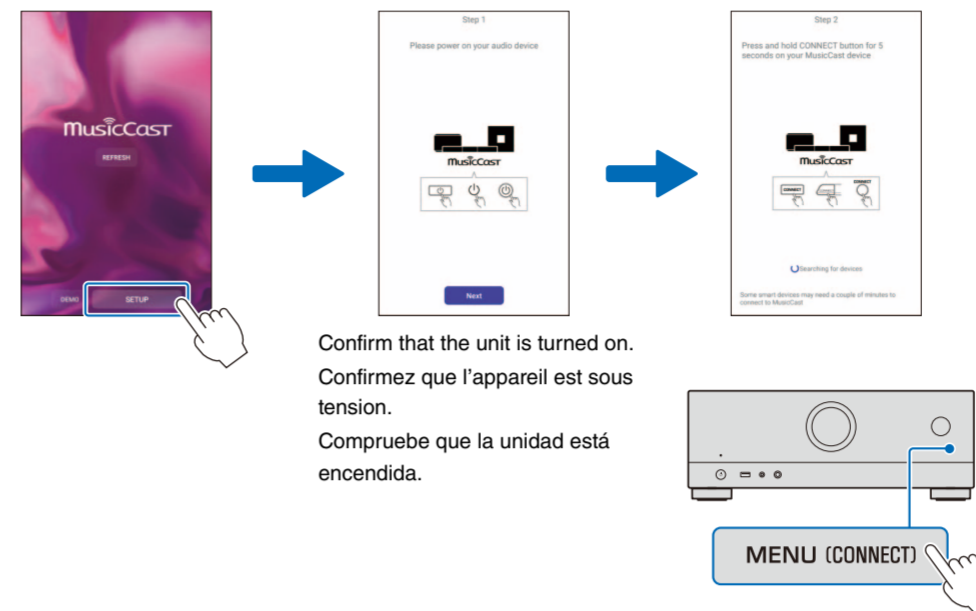 MusicCast
REFRESH
DEMO
SETUP
Step 1
Please power on your audio device
MusicCast
Next
Step 2
Press and hold CONNECT button for 5
seconds on your MusicCast device
MusicCast
CONNECT
CONNECT
Searching for devices
Some smart devices may need a couple of minutes to
connect to MusicCast
Confirm that the unit is turned on.
Confirmez que l’appareil est sous
tension.
Compruebe que la unidad está
encendida.
MENU (CONNECT)